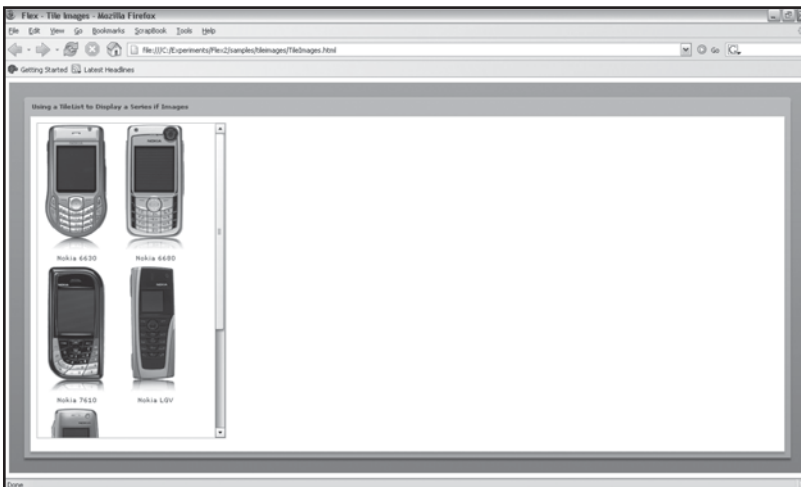 Flex - Tile Images - Mozilla Firefox
File Edit View Go Bookmarks ScrapBook Tools Help
file:///C:/Experiments/Flex2/samples/tileimages/TileImages.html
Go
Getting Started Latest Headlines
Using a TileList to Display a Series if Images
Nokia 6630 Nokia 6680
Nokia 7610 Nokia LGV
Done